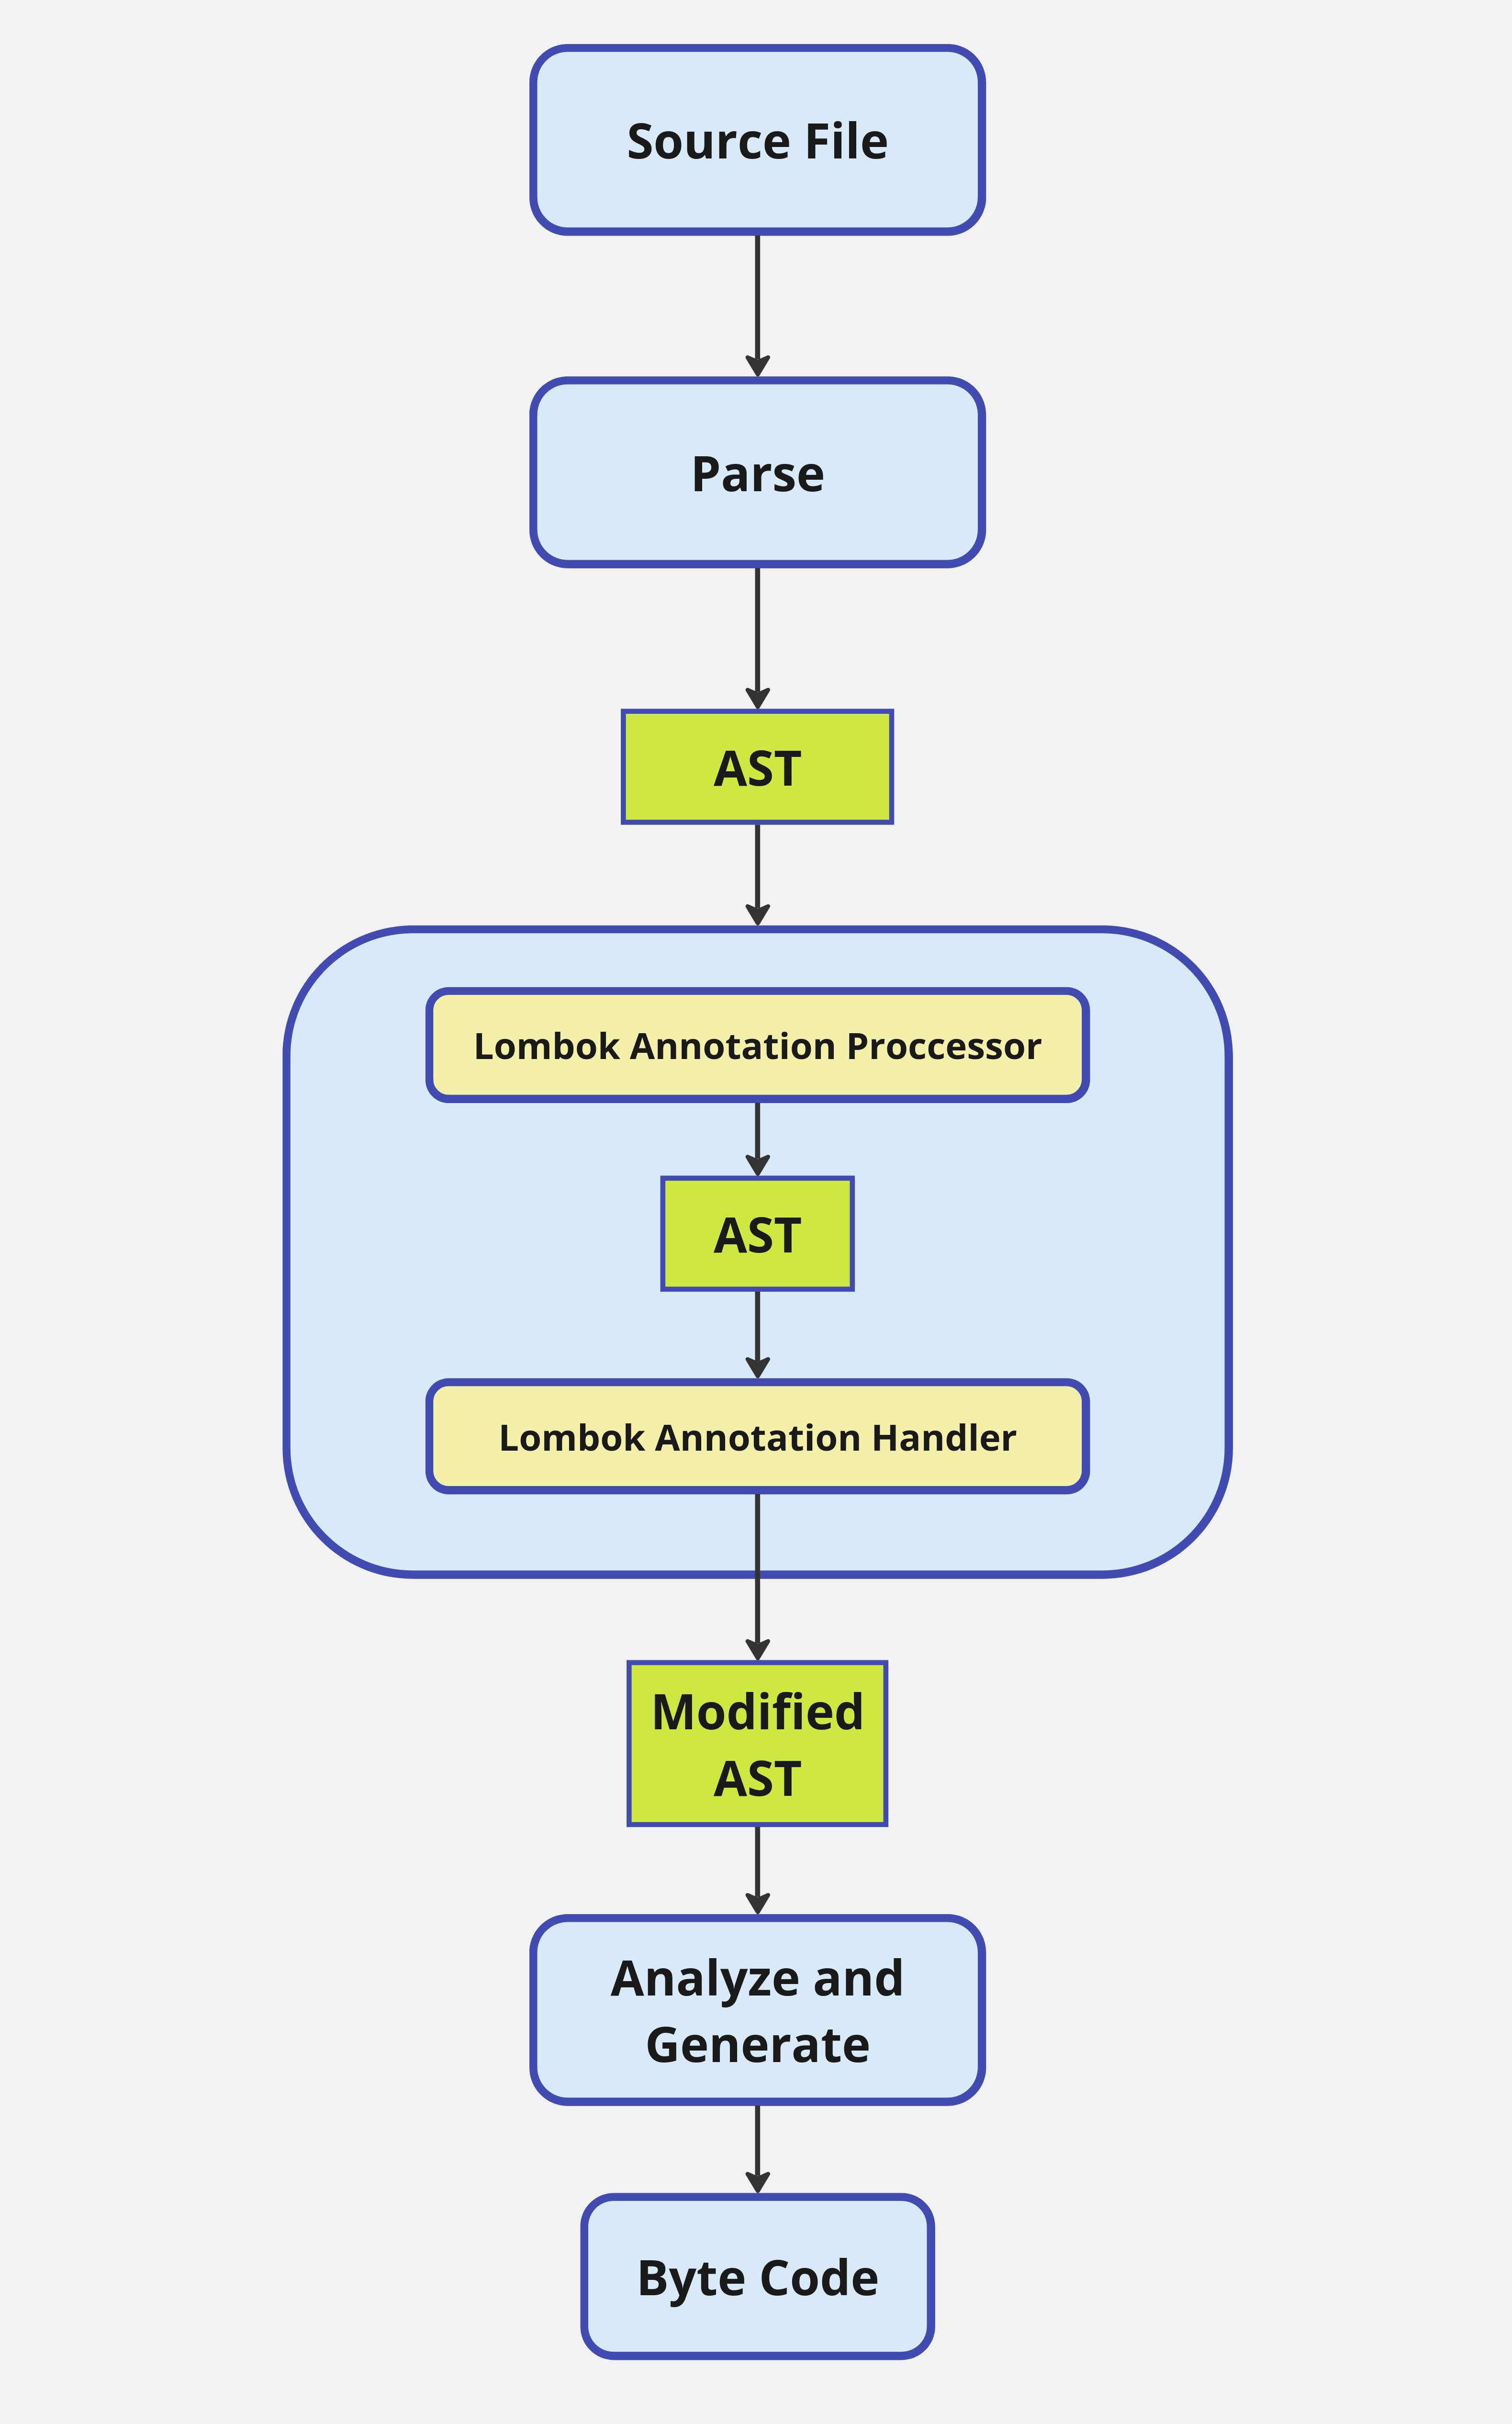 Source File
Parse
AST
Lombok Annotation Proccessor
AST
Lombok Annotation Handler
Modified
AST
Analyze and
Generate
Byte Code